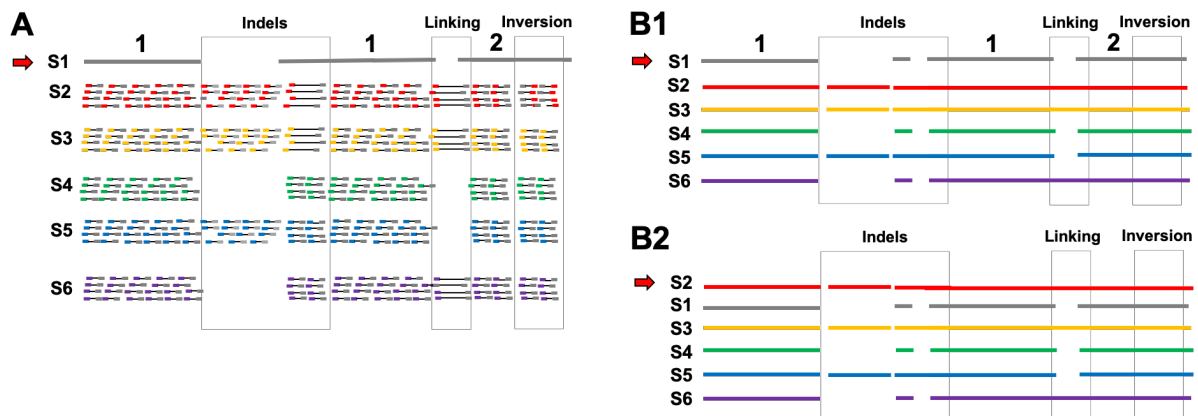 A
Indels
Linking
Inversion
1
1
2
S1
S2
S3
S4
S5
S6
B1
Indels
Linking
Inversion
1
1
2
S1
S2
S3
S4
S5
S6
B2
Indels
Linking
Inversion
S2
S1
S3
S4
S5
S6